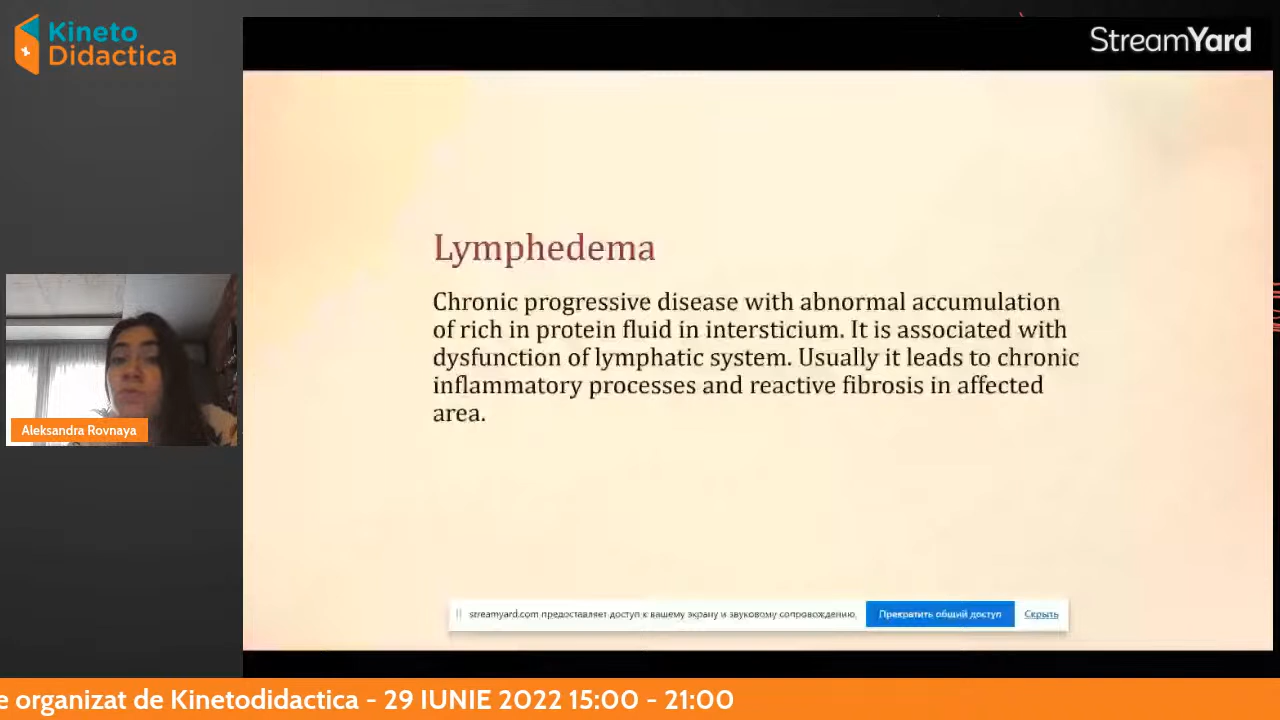 Kineto
Didactica
StreamYard
Lymphedema
Chronic progressive disease with abnormal accumulation
of rich in protein fluid in intersticium. It is associated with
dysfunction of lymphatic system. Usually it leads to chronic
inflammatory processes and reactive fibrosis in affected
area.
Aleksandra Rovnaya
streamyard.com предоставляет доступ к вашему экрану и звуковому сопровождению.
Прекратить общий доступ
Скрыть
e organizat de Kinetodidactica - 29 IUNIE 2022 15:00 - 21:00